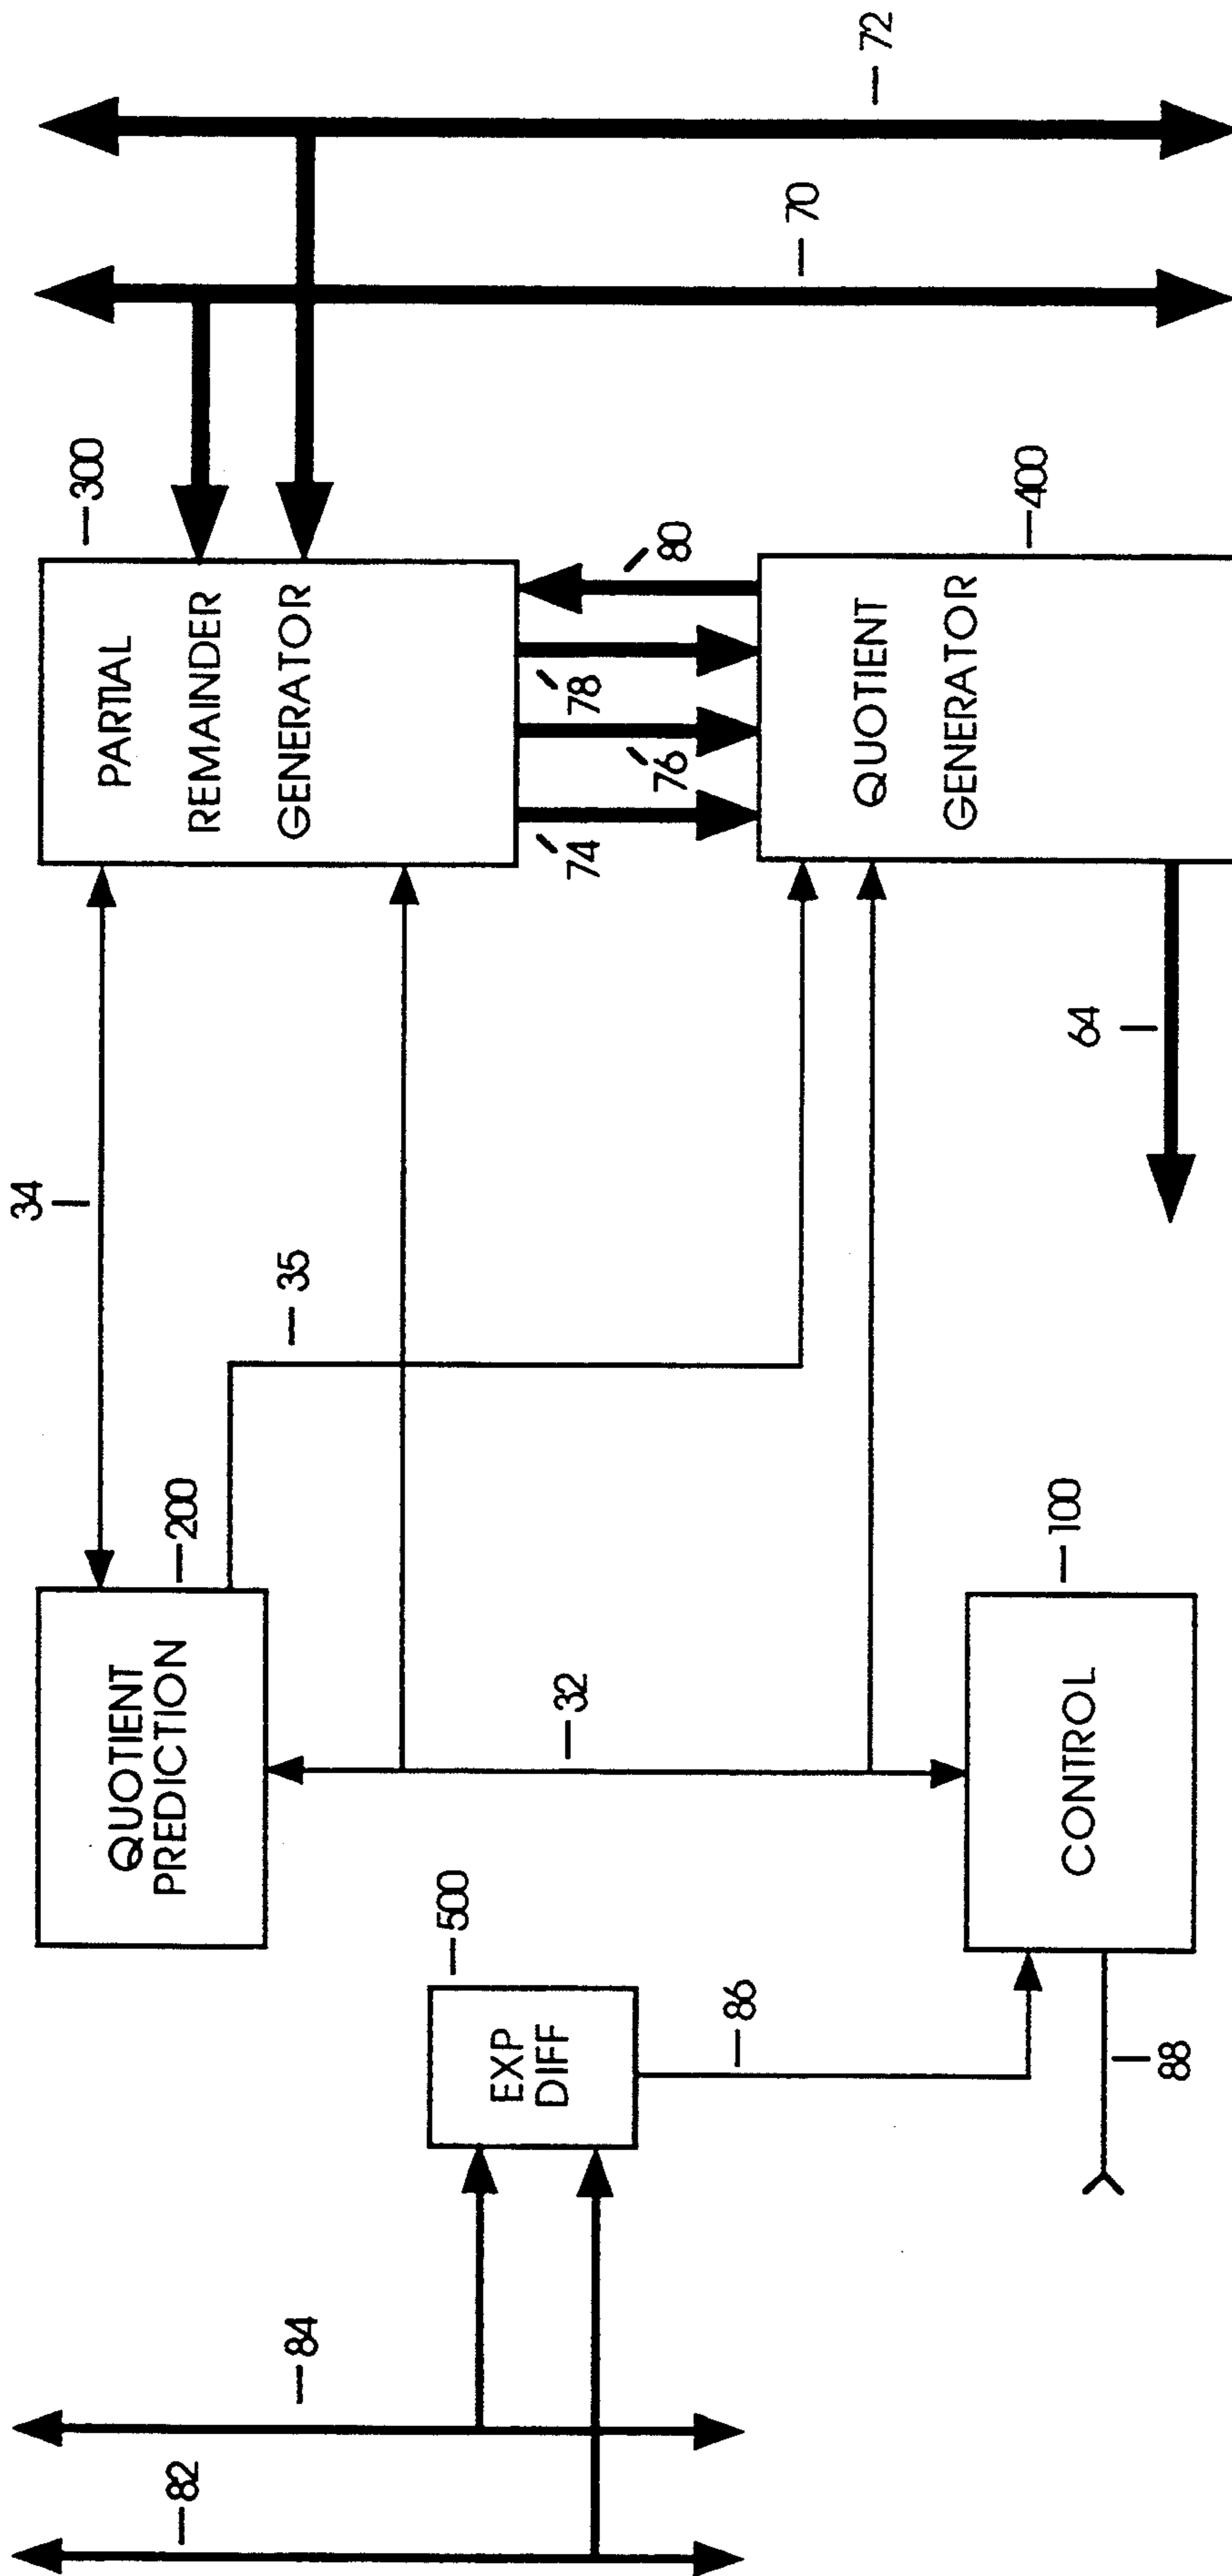 82
84
EXP
DIFF
500
86
88
QUOTIENT
PREDICTION
200
CONTROL
100
32
34
35
64
PARTIAL
REMAINDER
GENERATOR
300
74
76
78
80
QUOTIENT
GENERATOR
400
70
72